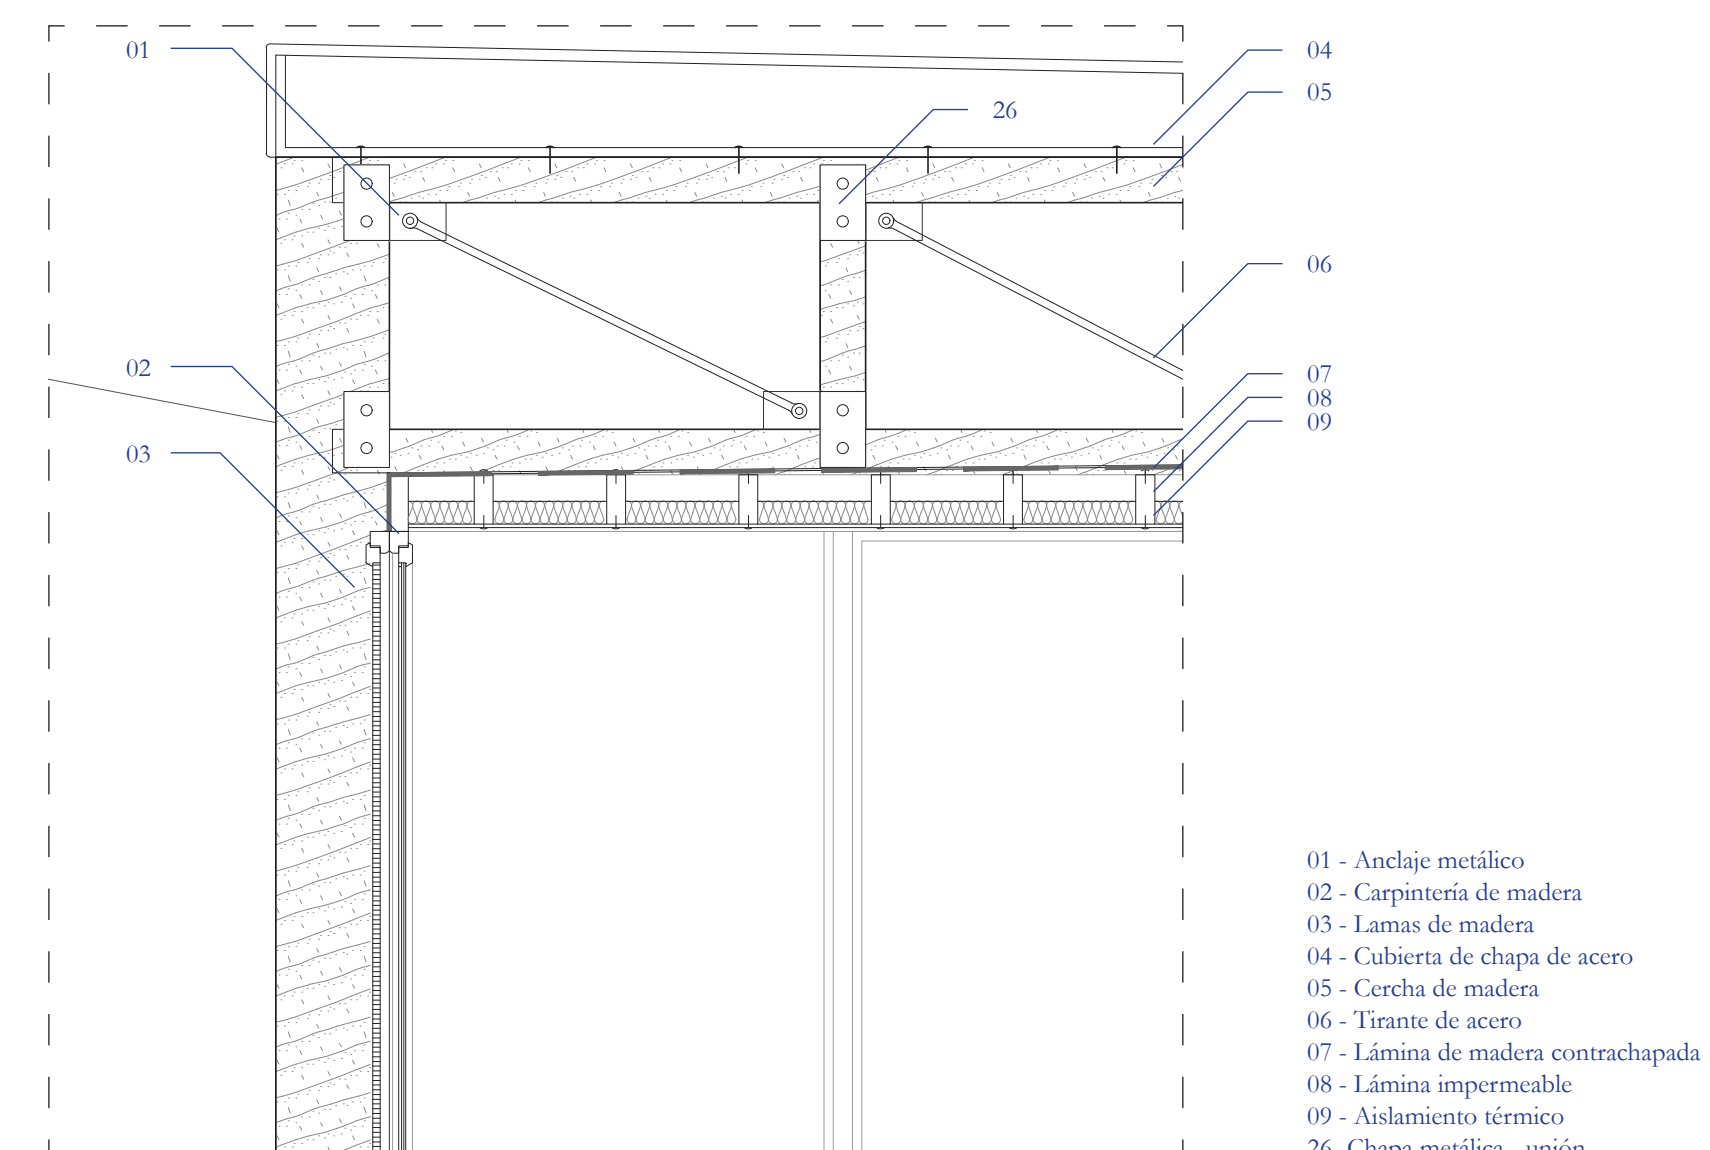 01
04
05
26
06
02
07
08
09
03
01 - Anclaje metálico
02 - Carpintería de madera
03 - Lamas de madera
04 - Cubierta de chapa de acero
05 - Cercha de madera
06 - Tirante de acero
07 - Lámina de madera contrachapada
08 - Lámina impermeable
09 - Aislamiento térmico
26 -Chapa metálica - unión